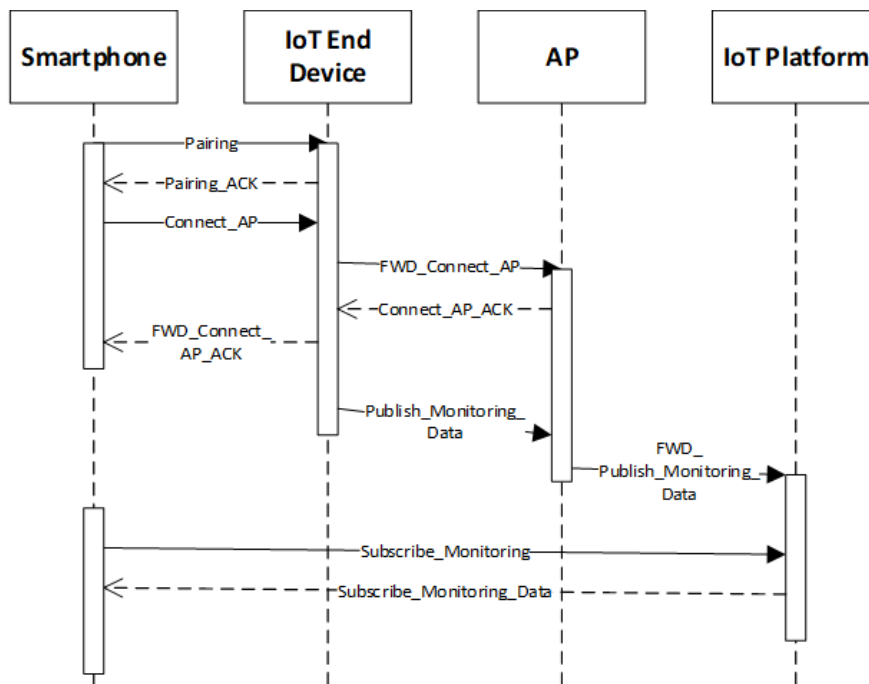 Smartphone
IoT End
Device
AP
IoT Platform
Pairing
Pairing_ACK
Connect_AP
FWD_Connect_AP
Connect_AP_ACK
FWD_Connect_
AP_ACK
Publish_Monitoring_
Data
FWD_
Publish_Monitoring_
Data
Subscribe_Monitoring
Subscribe_Monitoring_Data